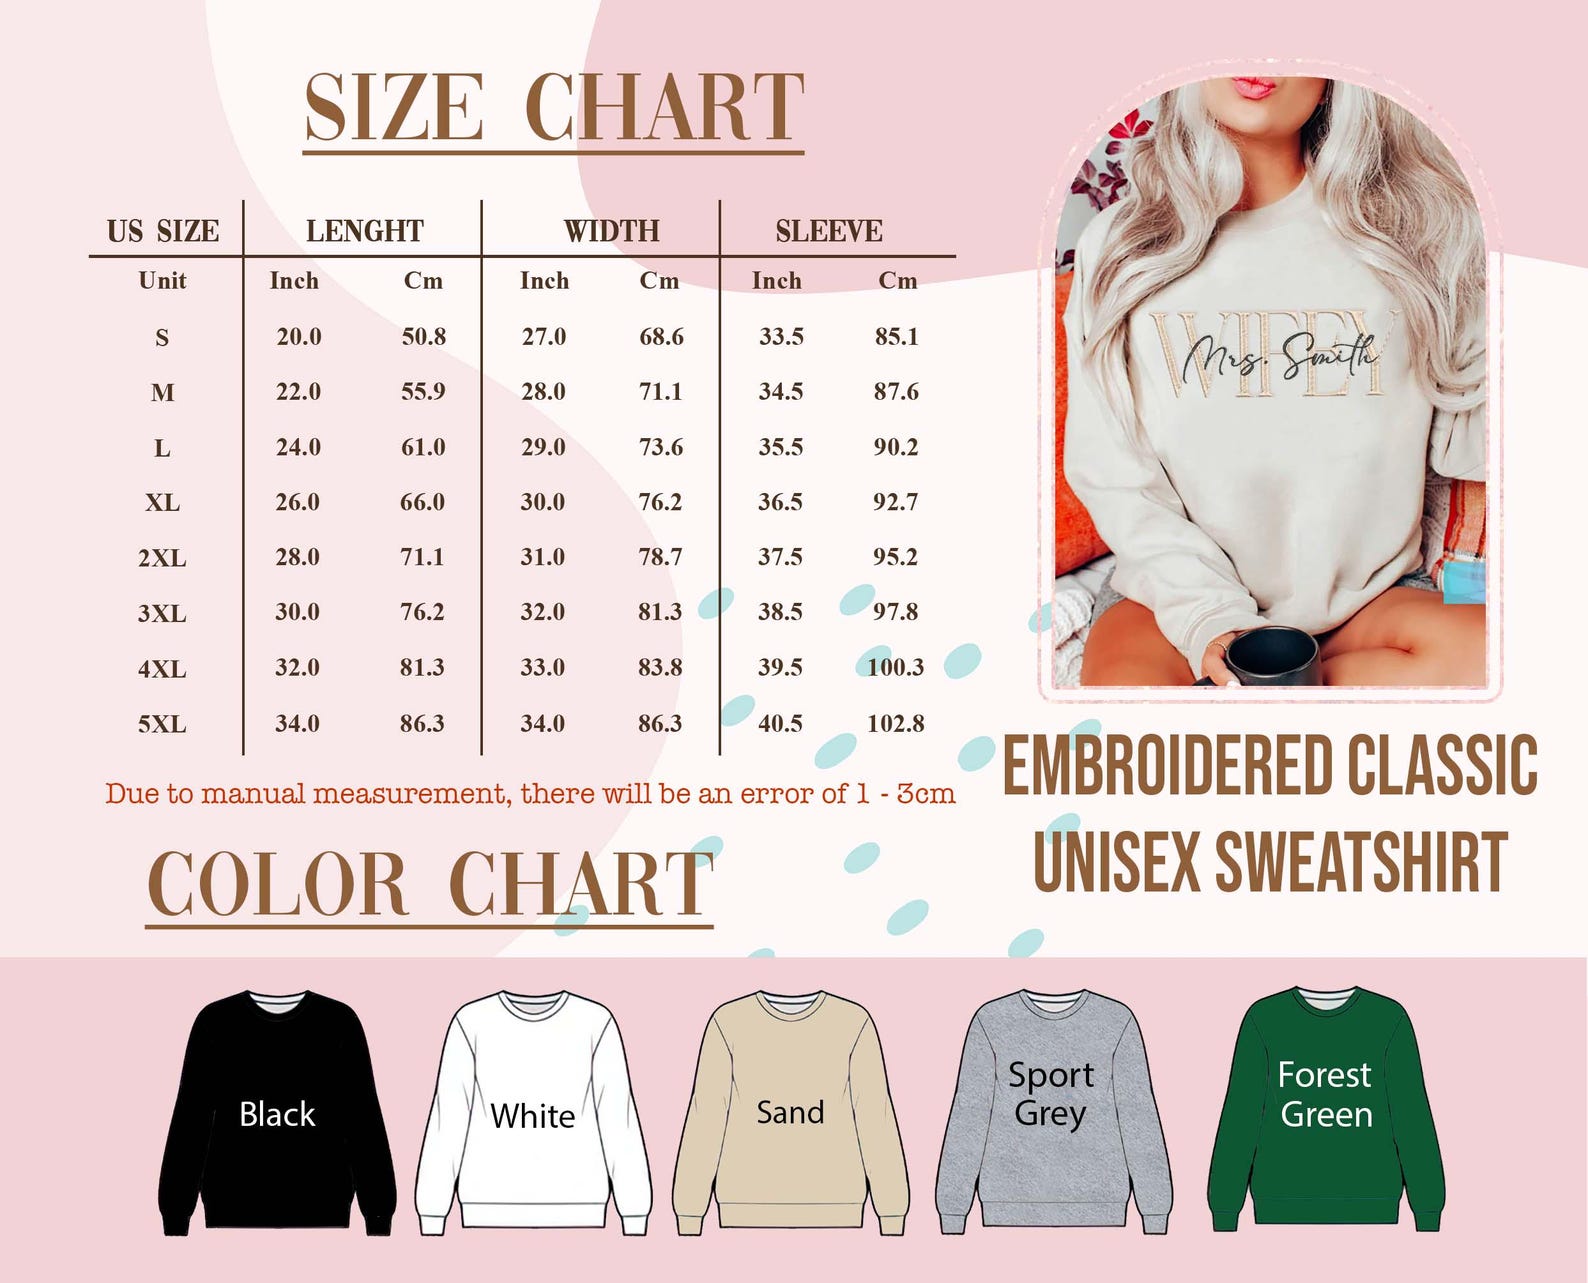 SIZE CHART
US SIZE LENGHT WIDTH SLEEVE
Unit Inch Cm Inch Cm Inch Cm
S 20.0 50.8 27.0 68.6 33.5 85.1
M 22.0 55.9 28.0 71.1 34.5 87.6
L 24.0 61.0 29.0 73.6 35.5 90.2
XL 26.0 66.0 30.0 76.2 36.5 92.7
2XL 28.0 71.1 31.0 78.7 37.5 95.2
3XL 30.0 76.2 32.0 81.3 38.5 97.8
4XL 32.0 81.3 33.0 83.8 39.5 100.3
5XL 34.0 86.3 34.0 86.3 40.5 102.8
Due to manual measurement, there will be an error of 1 - 3cm
WIFEY
Mrs. Smith
EMBROIDERED CLASSIC
UNISEX SWEATSHIRT
COLOR CHART
Black
White
Sand
Sport
Grey
Forest
Green